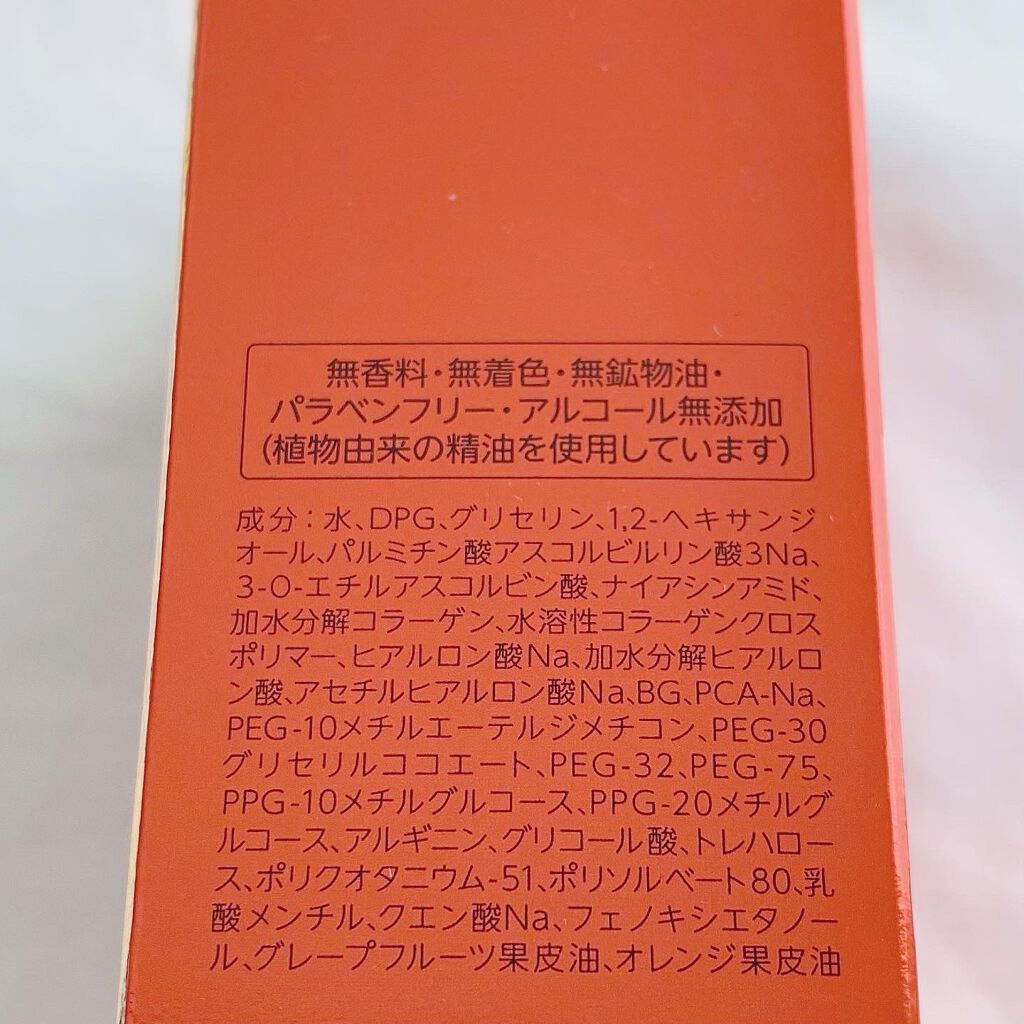 無香料・無着色・無鉱物油・
パラベンフリー・アルコール無添加
(植物由来の精油を使用しています)
成分：水、DPG、グリセリン、1,2-ヘキサンジ
オール、パルミチン酸アスコルビルリン酸3Na、
3-O-エチルアスコルビン酸、ナイアシンアミド、
加水分解コラーゲン、水溶性コラーゲンクロス
ポリマー、ヒアルロン酸Na、加水分解ヒアルロ
ン酸、アセチルヒアルロン酸Na、BG、PCA-Na、
PEG-10メチルエーテルジメチコン、PEG-30
グリセリルココエート、PEG-32、PEG-75、
PPG-10メチルグルコース、PPG-20メチルグ
ルコース、アルギニン、グリコール酸、トレハロー
ス、ポリクオタニウム-51、ポリソルベート80、乳
酸メンチル、クエン酸Na、フェノキシエタノー
ル、グレープフルーツ果皮油、オレンジ果皮油